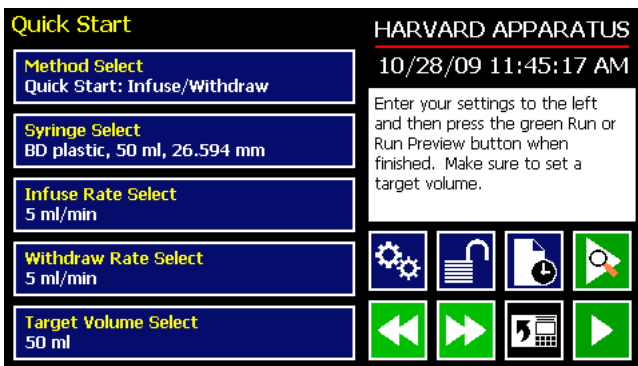 Quick Start
Method Select
Quick Start: Infuse/Withdraw
Syringe Select
BD plastic, 50 ml, 26.594 mm
Infuse Rate Select
5 ml/min
Withdraw Rate Select
5 ml/min
Target Volume Select
50 ml
HARVARD APPARATUS
10/28/09 11:45:17 AM
Enter your settings to the left
and then press the green Run or
Run Preview button when
finished. Make sure to set a
target volume.